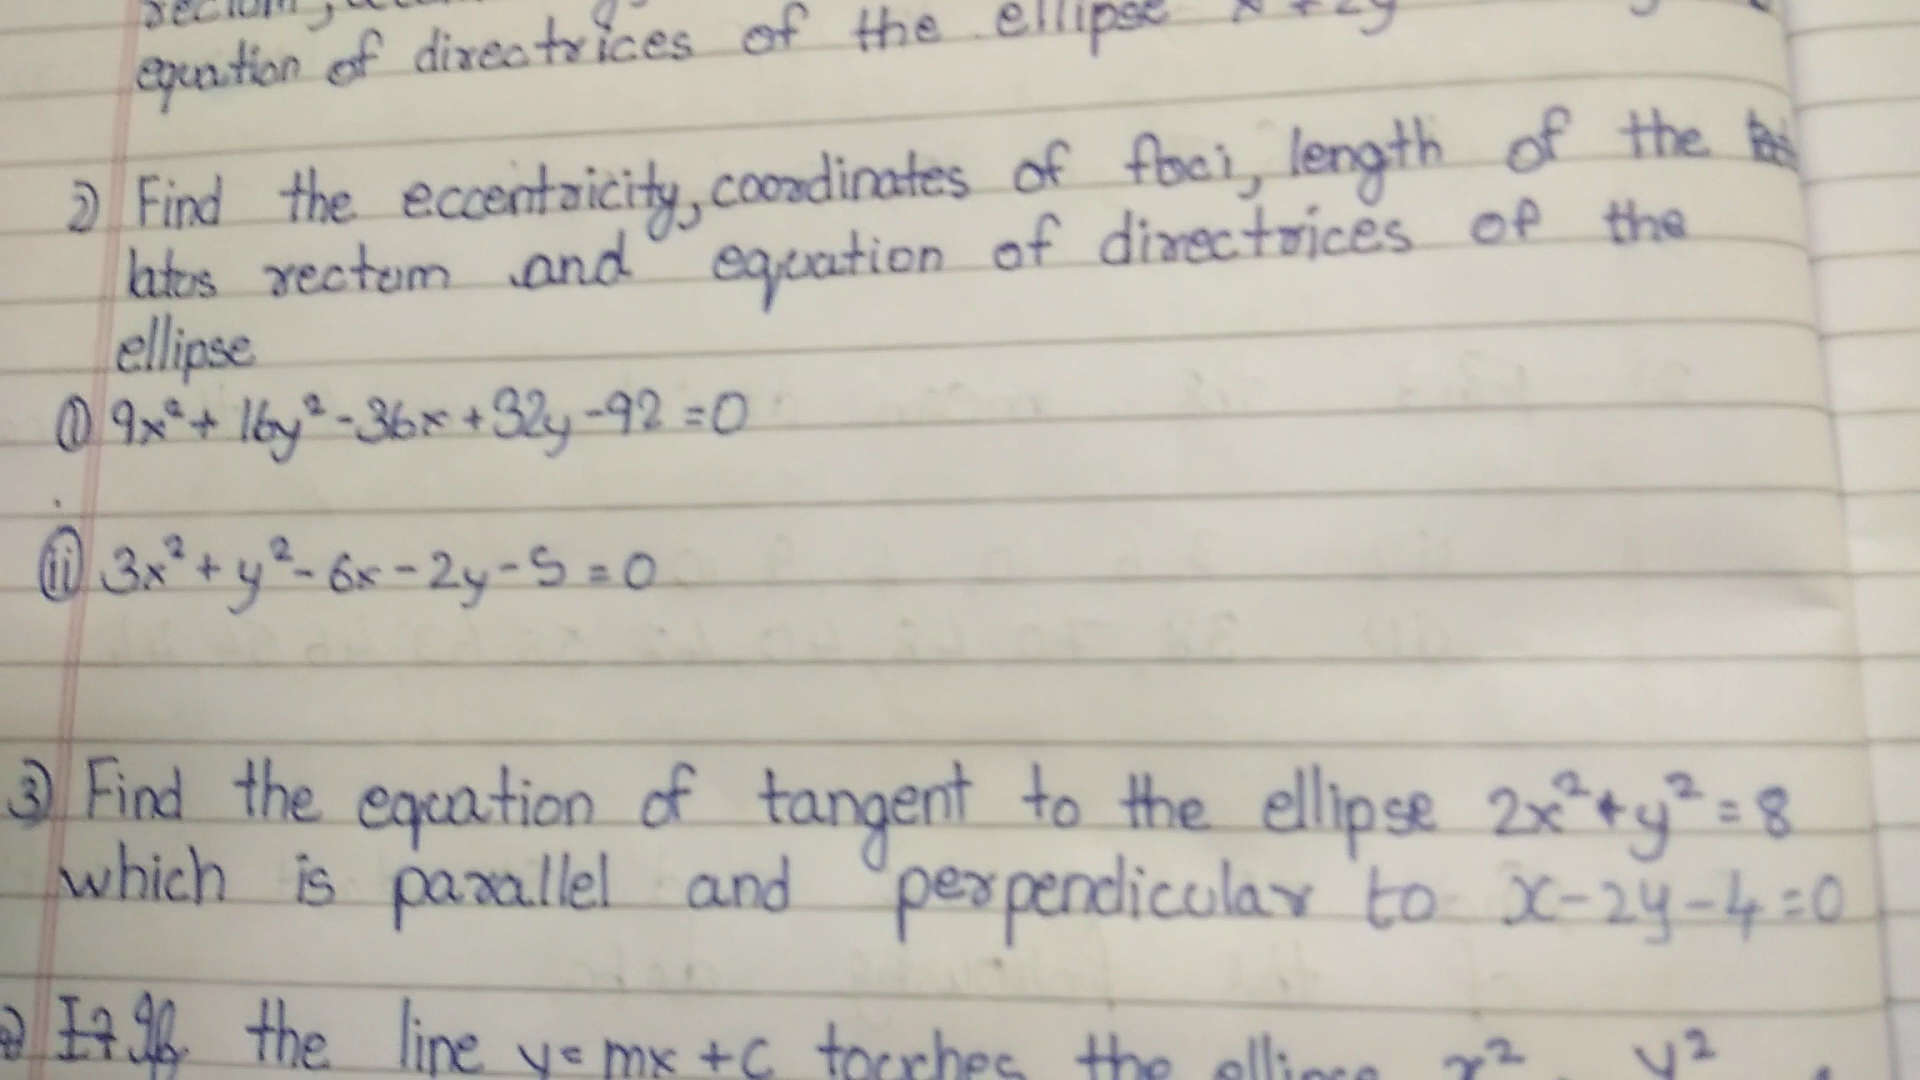 equation of directrices of the ellipse
2) Find the eccentricity, coordinates of foci, length of the
latus rectum and equation of directrices of the
ellipse
(i) 9x² + 16y² - 36x + 32y - 92 = 0
(ii) 3x² + y² - 6x - 2y - 5 = 0
3) Find the equation of tangent to the ellipse 2x² + y² = 8
which is parallel and perpendicular to x - 2y - 4 = 0
the line y = mx + c touches the ellipse x² y²